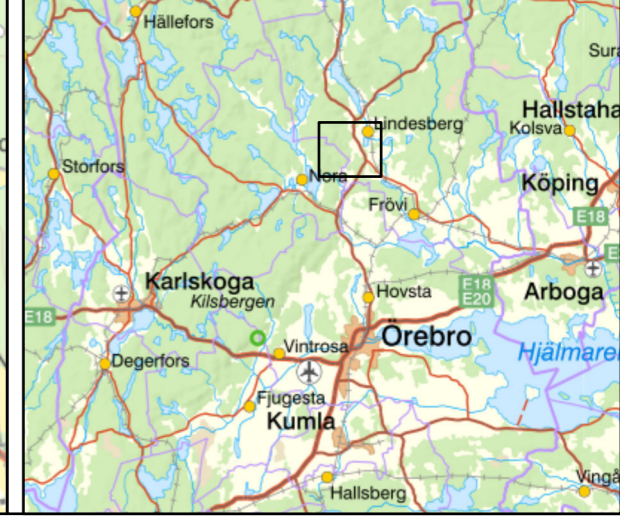 Hällefors
Sura
Lindesberg
Hallstaha
Kolsva
Storfors
Nora
Köping
Frövi
E18
Karlskoga
Kilsbergen
Hovsta
E18
E20
Arboga
E18
Örebro
Vintrosa
Hjälmaren
Degerfors
Fjugesta
Kumla
Hallsberg
Vingå